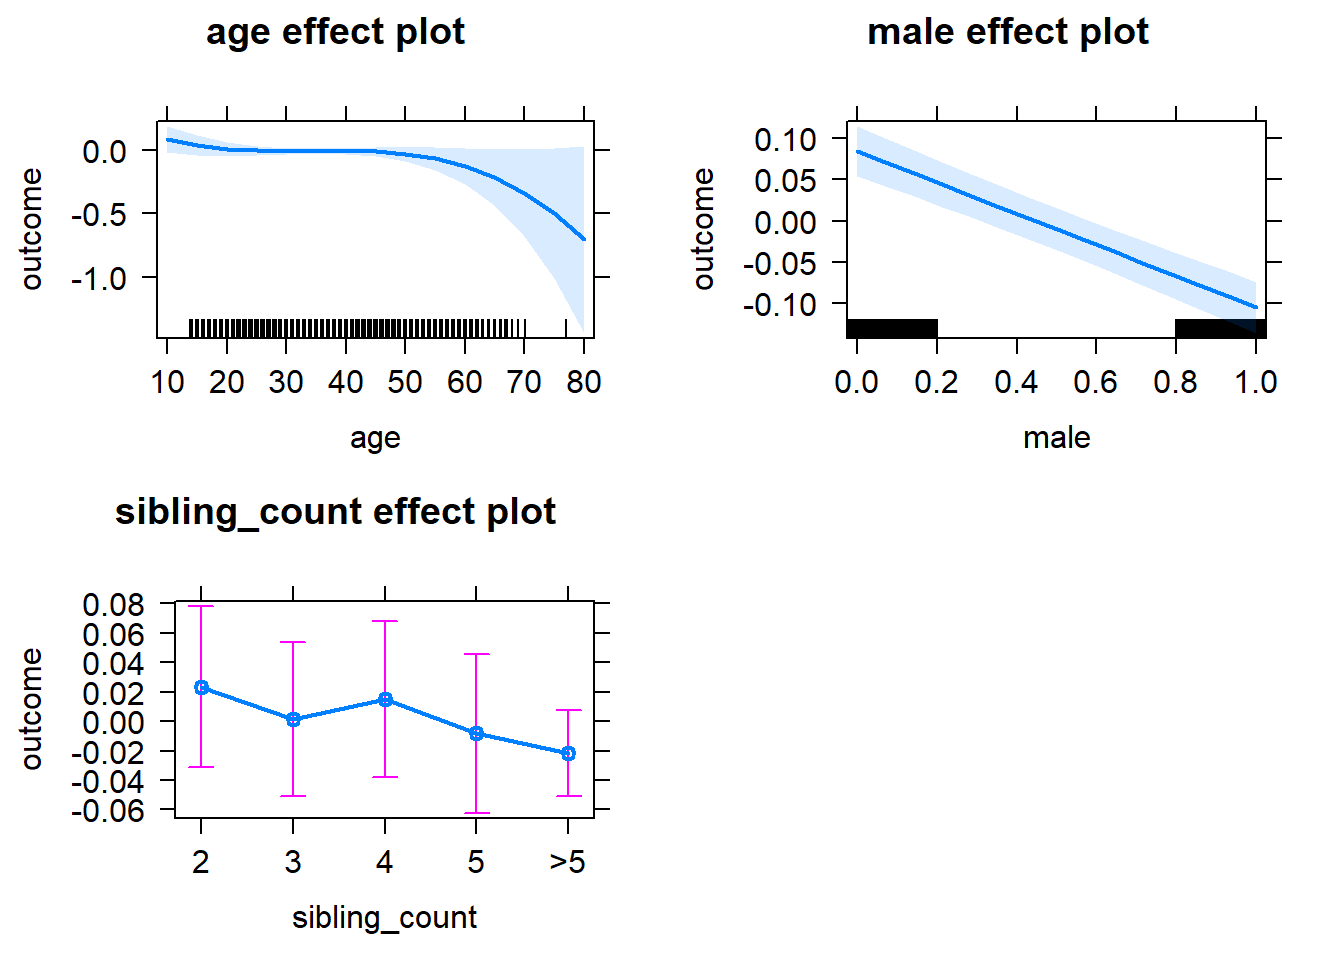 age effect plot
outcome
0.0
-0.5
-1.0
10 20 30 40 50 60 70 80
age
male effect plot
outcome
0.10
0.05
0.00
-0.05
-0.10
0.0 0.2 0.4 0.6 0.8 1.0
male
sibling_count effect plot
outcome
0.08
0.06
0.04
0.02
0.00
-0.02
-0.04
-0.06
2 3 4 5 >5
sibling_count